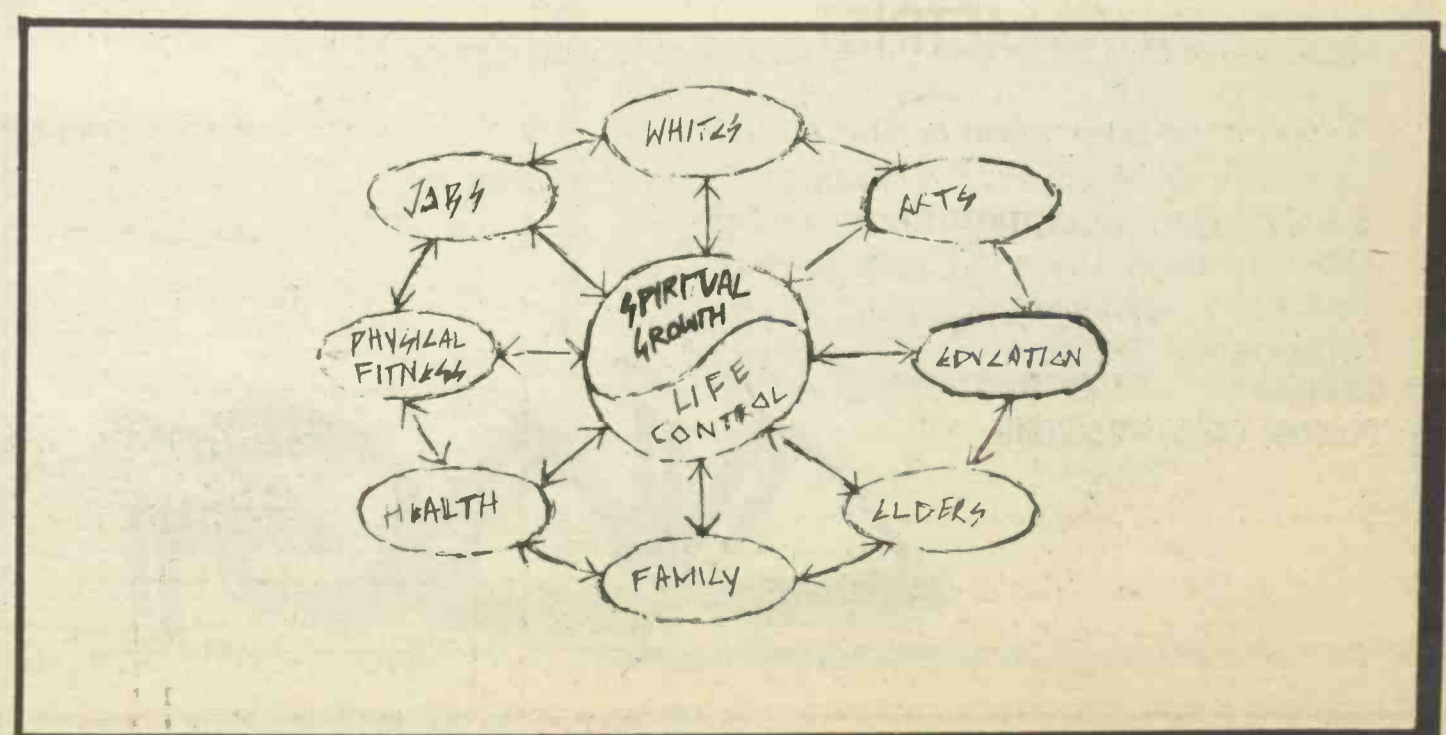 WHITES
JOBS
ARTS
SPIRITUAL
GROWTH
PHYSICAL
FITNESS
EDUCATION
LIFE
CONTROL
HEALTH
ELDERS
FAMILY